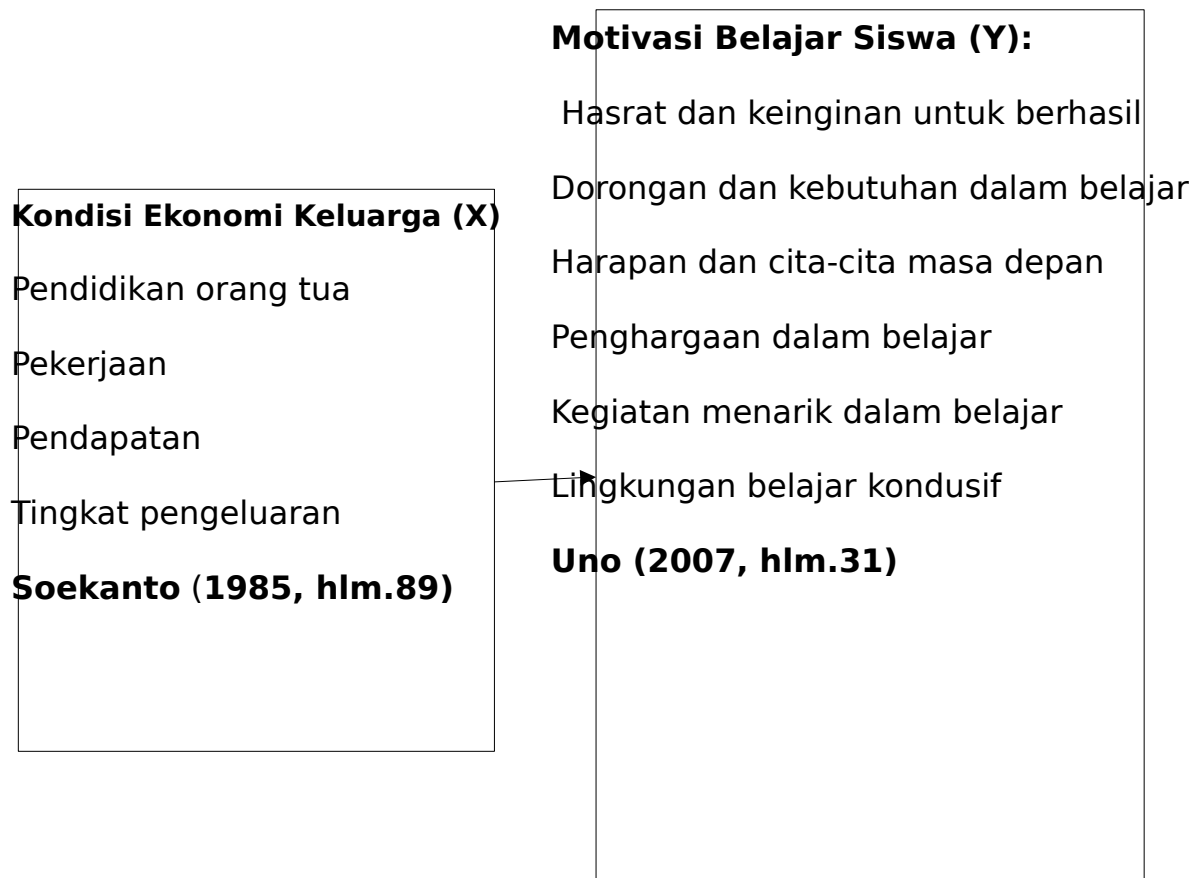 Kondisi Ekonomi Keluarga (X)
Pendidikan orang tua
Pekerjaan
Pendapatan
Tingkat pengeluaran
Soekanto (1985, hlm.89)
Motivasi Belajar Siswa (Y):
Hasrat dan keinginan untuk berhasil
Dorongan dan kebutuhan dalam belajar
Harapan dan cita-cita masa depan
Penghargaan dalam belajar
Kegiatan menarik dalam belajar
Lingkungan belajar kondusif
Uno (2007, hlm.31)